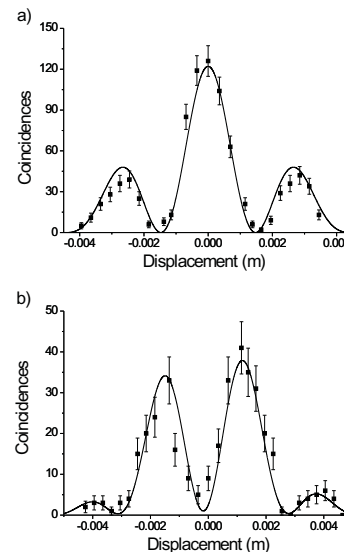 a)
150
120
90
60
30
0
Coincidences
-0.004 -0.002 0.000 0.002
Displacement (m)
b)
50
40
30
20
10
0
Coincidences
-0.004 -0.002 0.000 0.002 0.004
Displacement (m)